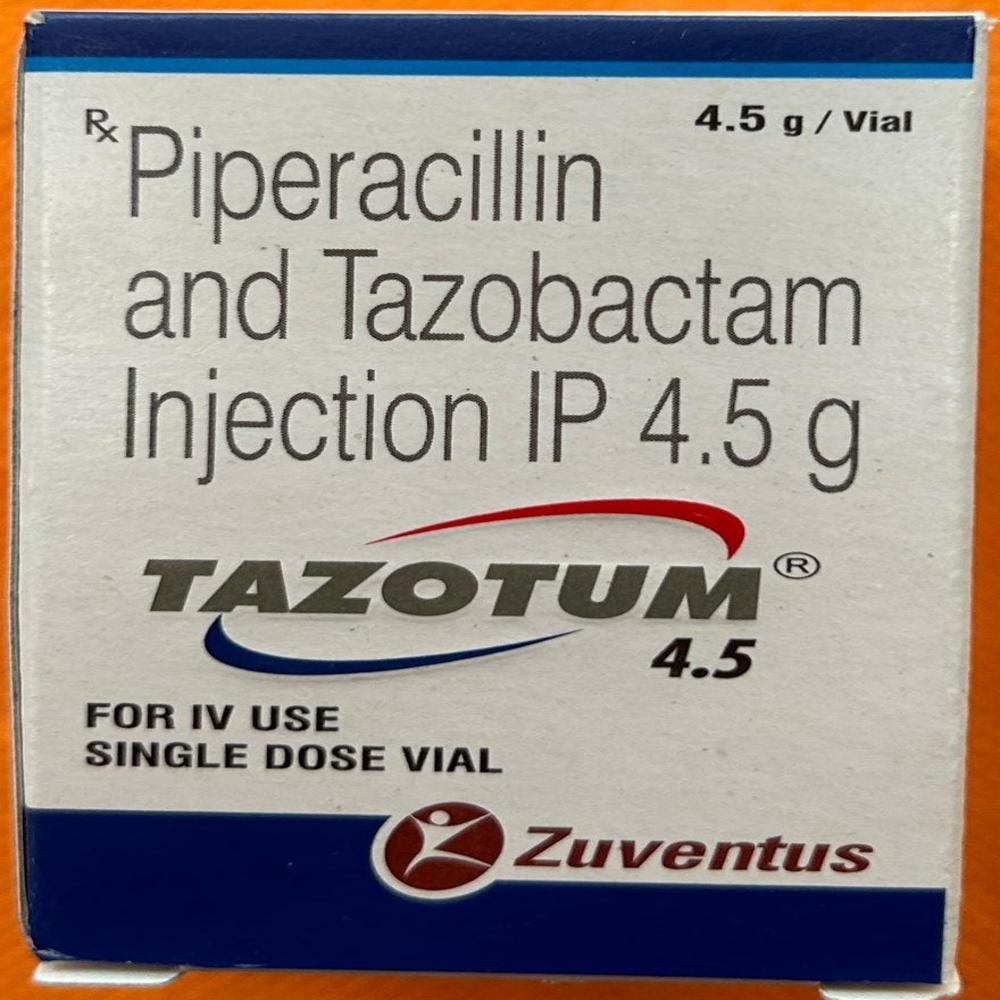 4.5 g / Vial
Rx Piperacillin
and Tazobactam
Injection IP 4.5 g
TAZOTUM®
4.5
FOR IV USE
SINGLE DOSE VIAL
Zuventus